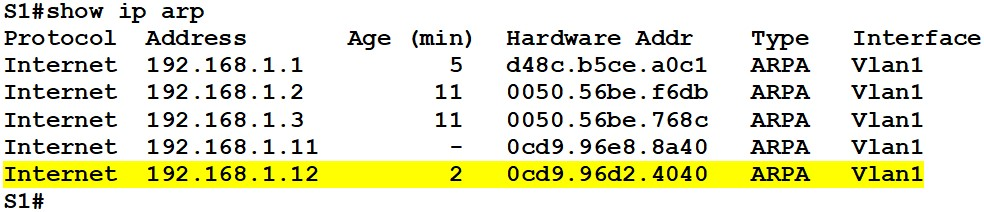 S1#show ip arp
Protocol  Address       Age (min)  Hardware Addr    Type   Interface
Internet  192.168.1.1          5   d48c.b5ce.a0c1   ARPA   Vlan1
Internet  192.168.1.2         11   0050.56be.f6db   ARPA   Vlan1
Internet  192.168.1.3         11   0050.56be.768c   ARPA   Vlan1
Internet  192.168.1.11         -   0cd9.96e8.8a40   ARPA   Vlan1
Internet  192.168.1.12         2   0cd9.96d2.4040   ARPA   Vlan1
S1#